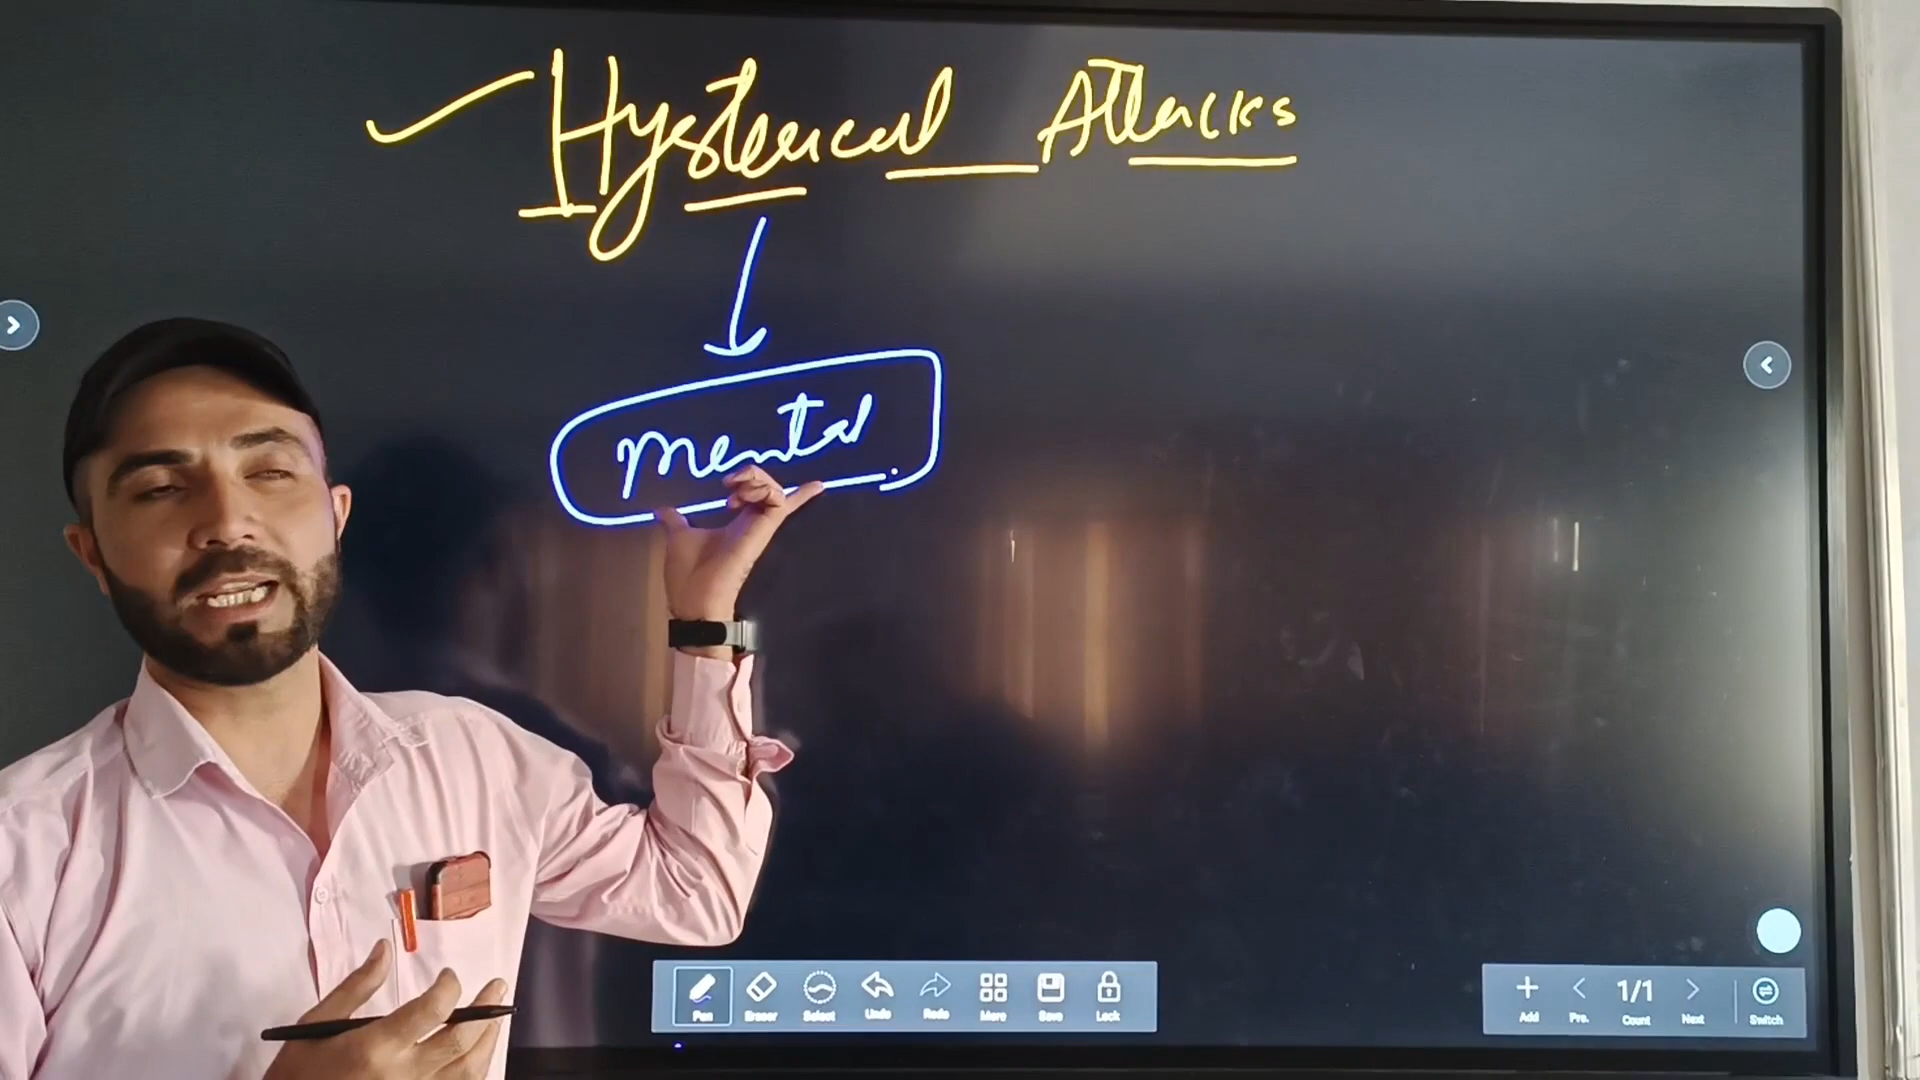 Hysterical Attacks
mental
Pen Eraser Select Undo Redo More Save Lock
Add Pre. 1/1 Count Next Switch